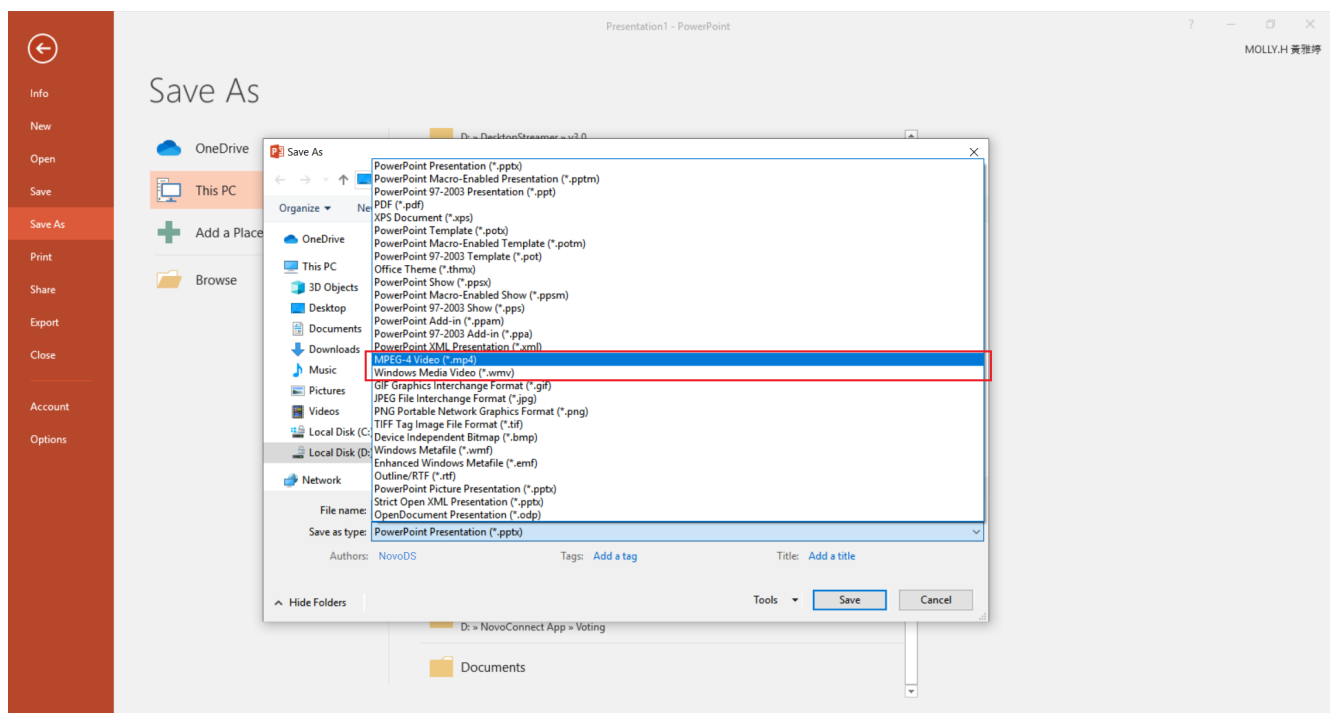 Presentation1 - PowerPoint
?
MOLLY.H 黃雅婷
Info
New
Open
Save
Save As
Print
Share
Export
Close
Account
Options
Save As
OneDrive
This PC
Add a Place
Browse
D: » DesktopStreamer » v3.0
Save As
Organize
Ne
OneDrive
This PC
3D Objects
Desktop
Documents
Downloads
Music
Pictures
Videos
Local Disk (C:
Local Disk (D:
Network
PowerPoint Presentation (*.pptx)
PowerPoint Macro-Enabled Presentation (*.pptm)
PowerPoint 97-2003 Presentation (*.ppt)
PDF (*.pdf)
XPS Document (*.xps)
PowerPoint Template (*.potx)
PowerPoint Macro-Enabled Template (*.potm)
PowerPoint 97-2003 Template (*.pot)
Office Theme (*.thmx)
PowerPoint Show (*.ppsx)
PowerPoint Macro-Enabled Show (*.ppsm)
PowerPoint 97-2003 Show (*.pps)
PowerPoint Add-in (*.ppam)
PowerPoint 97-2003 Add-in (*.ppa)
PowerPoint XML Presentation (*.xml)
MPEG-4 Video (*.mp4)
Windows Media Video (*.wmv)
GIF Graphics Interchange Format (*.gif)
JPEG File Interchange Format (*.jpg)
PNG Portable Network Graphics Format (*.png)
TIFF Tag Image File Format (*.tif)
Device Independent Bitmap (*.bmp)
Windows Metafile (*.wmf)
Enhanced Windows Metafile (*.emf)
Outline/RTF (*.rtf)
PowerPoint Picture Presentation (*.pptx)
Strict Open XML Presentation (*.pptx)
OpenDocument Presentation (*.odp)
File name:
Save as type: PowerPoint Presentation (*.pptx)
Authors: NovoDS Tags: Add a tag Title: Add a title
Hide Folders Tools Save Cancel
D: » NovoConnect App » Voting
Documents